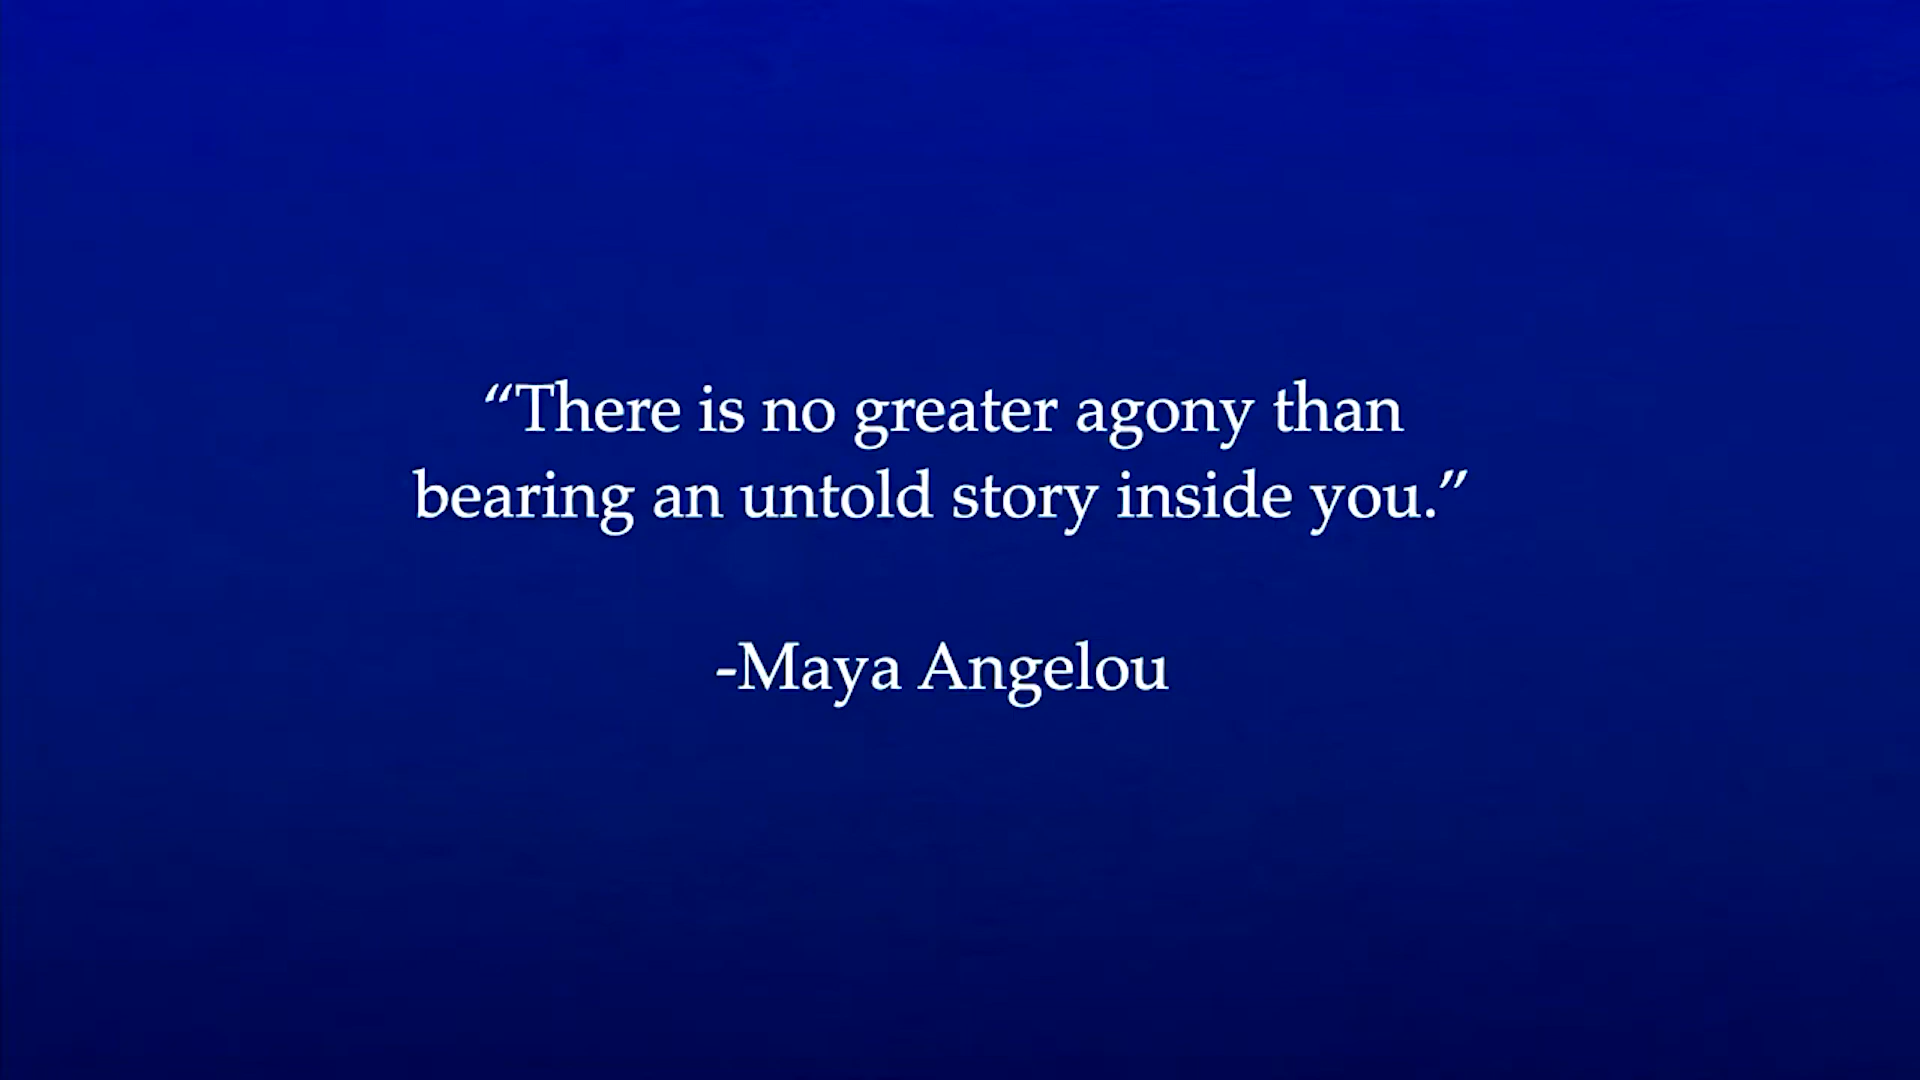 “There is no greater agony than
bearing an untold story inside you.”
-Maya Angelou